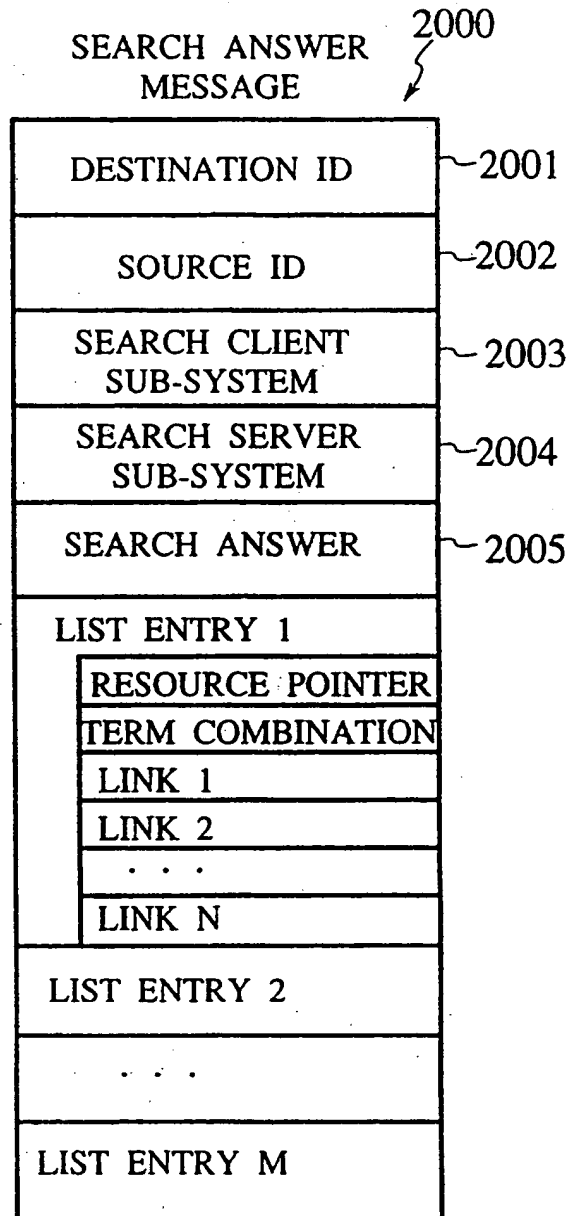 2000
SEARCH ANSWER
MESSAGE
DESTINATION ID
2001
SOURCE ID
2002
SEARCH CLIENT
SUB-SYSTEM
2003
SEARCH SERVER
SUB-SYSTEM
2004
SEARCH ANSWER
2005
LIST ENTRY 1
RESOURCE POINTER
TERM COMBINATION
LINK 1
LINK 2
. . .
LINK N
LIST ENTRY 2
. . .
LIST ENTRY M